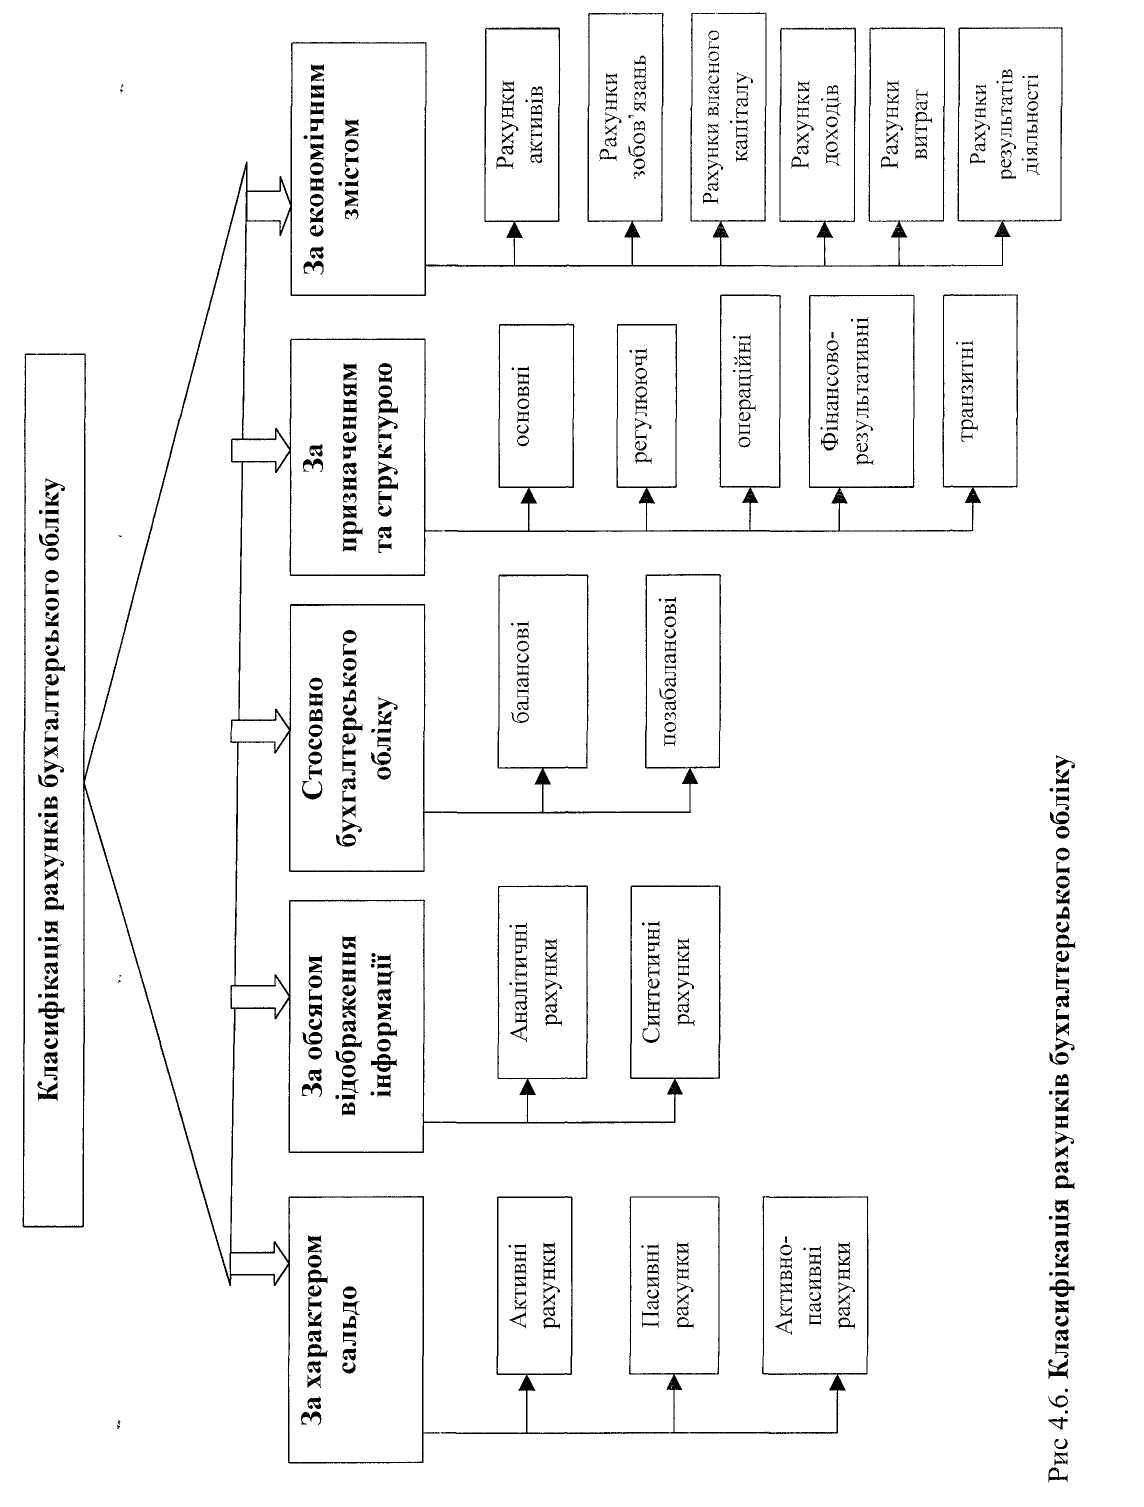 Класифікація рахунків бухгалтерського обліку
За характером
сальдо
Активні
рахунки
Пасивні
рахунки
Активно-
пасивні
рахунки
За обсягом
відображення
інформації
Аналітичні
рахунки
Синтетичні
рахунки
Стосовно
бухгалтерського
обліку
балансові
позабалансові
За
призначенням
та структурою
основні
регулюючі
операційні
Фінансово-
результативні
транзитні
За економічним
змістом
Рахунки
активів
Рахунки
зобов’язань
Рахунки власного
капіталу
Рахунки
доходів
Рахунки
витрат
Рахунки
результатів
діяльності
Рис 4.6. Класифікація рахунків бухгалтерського обліку